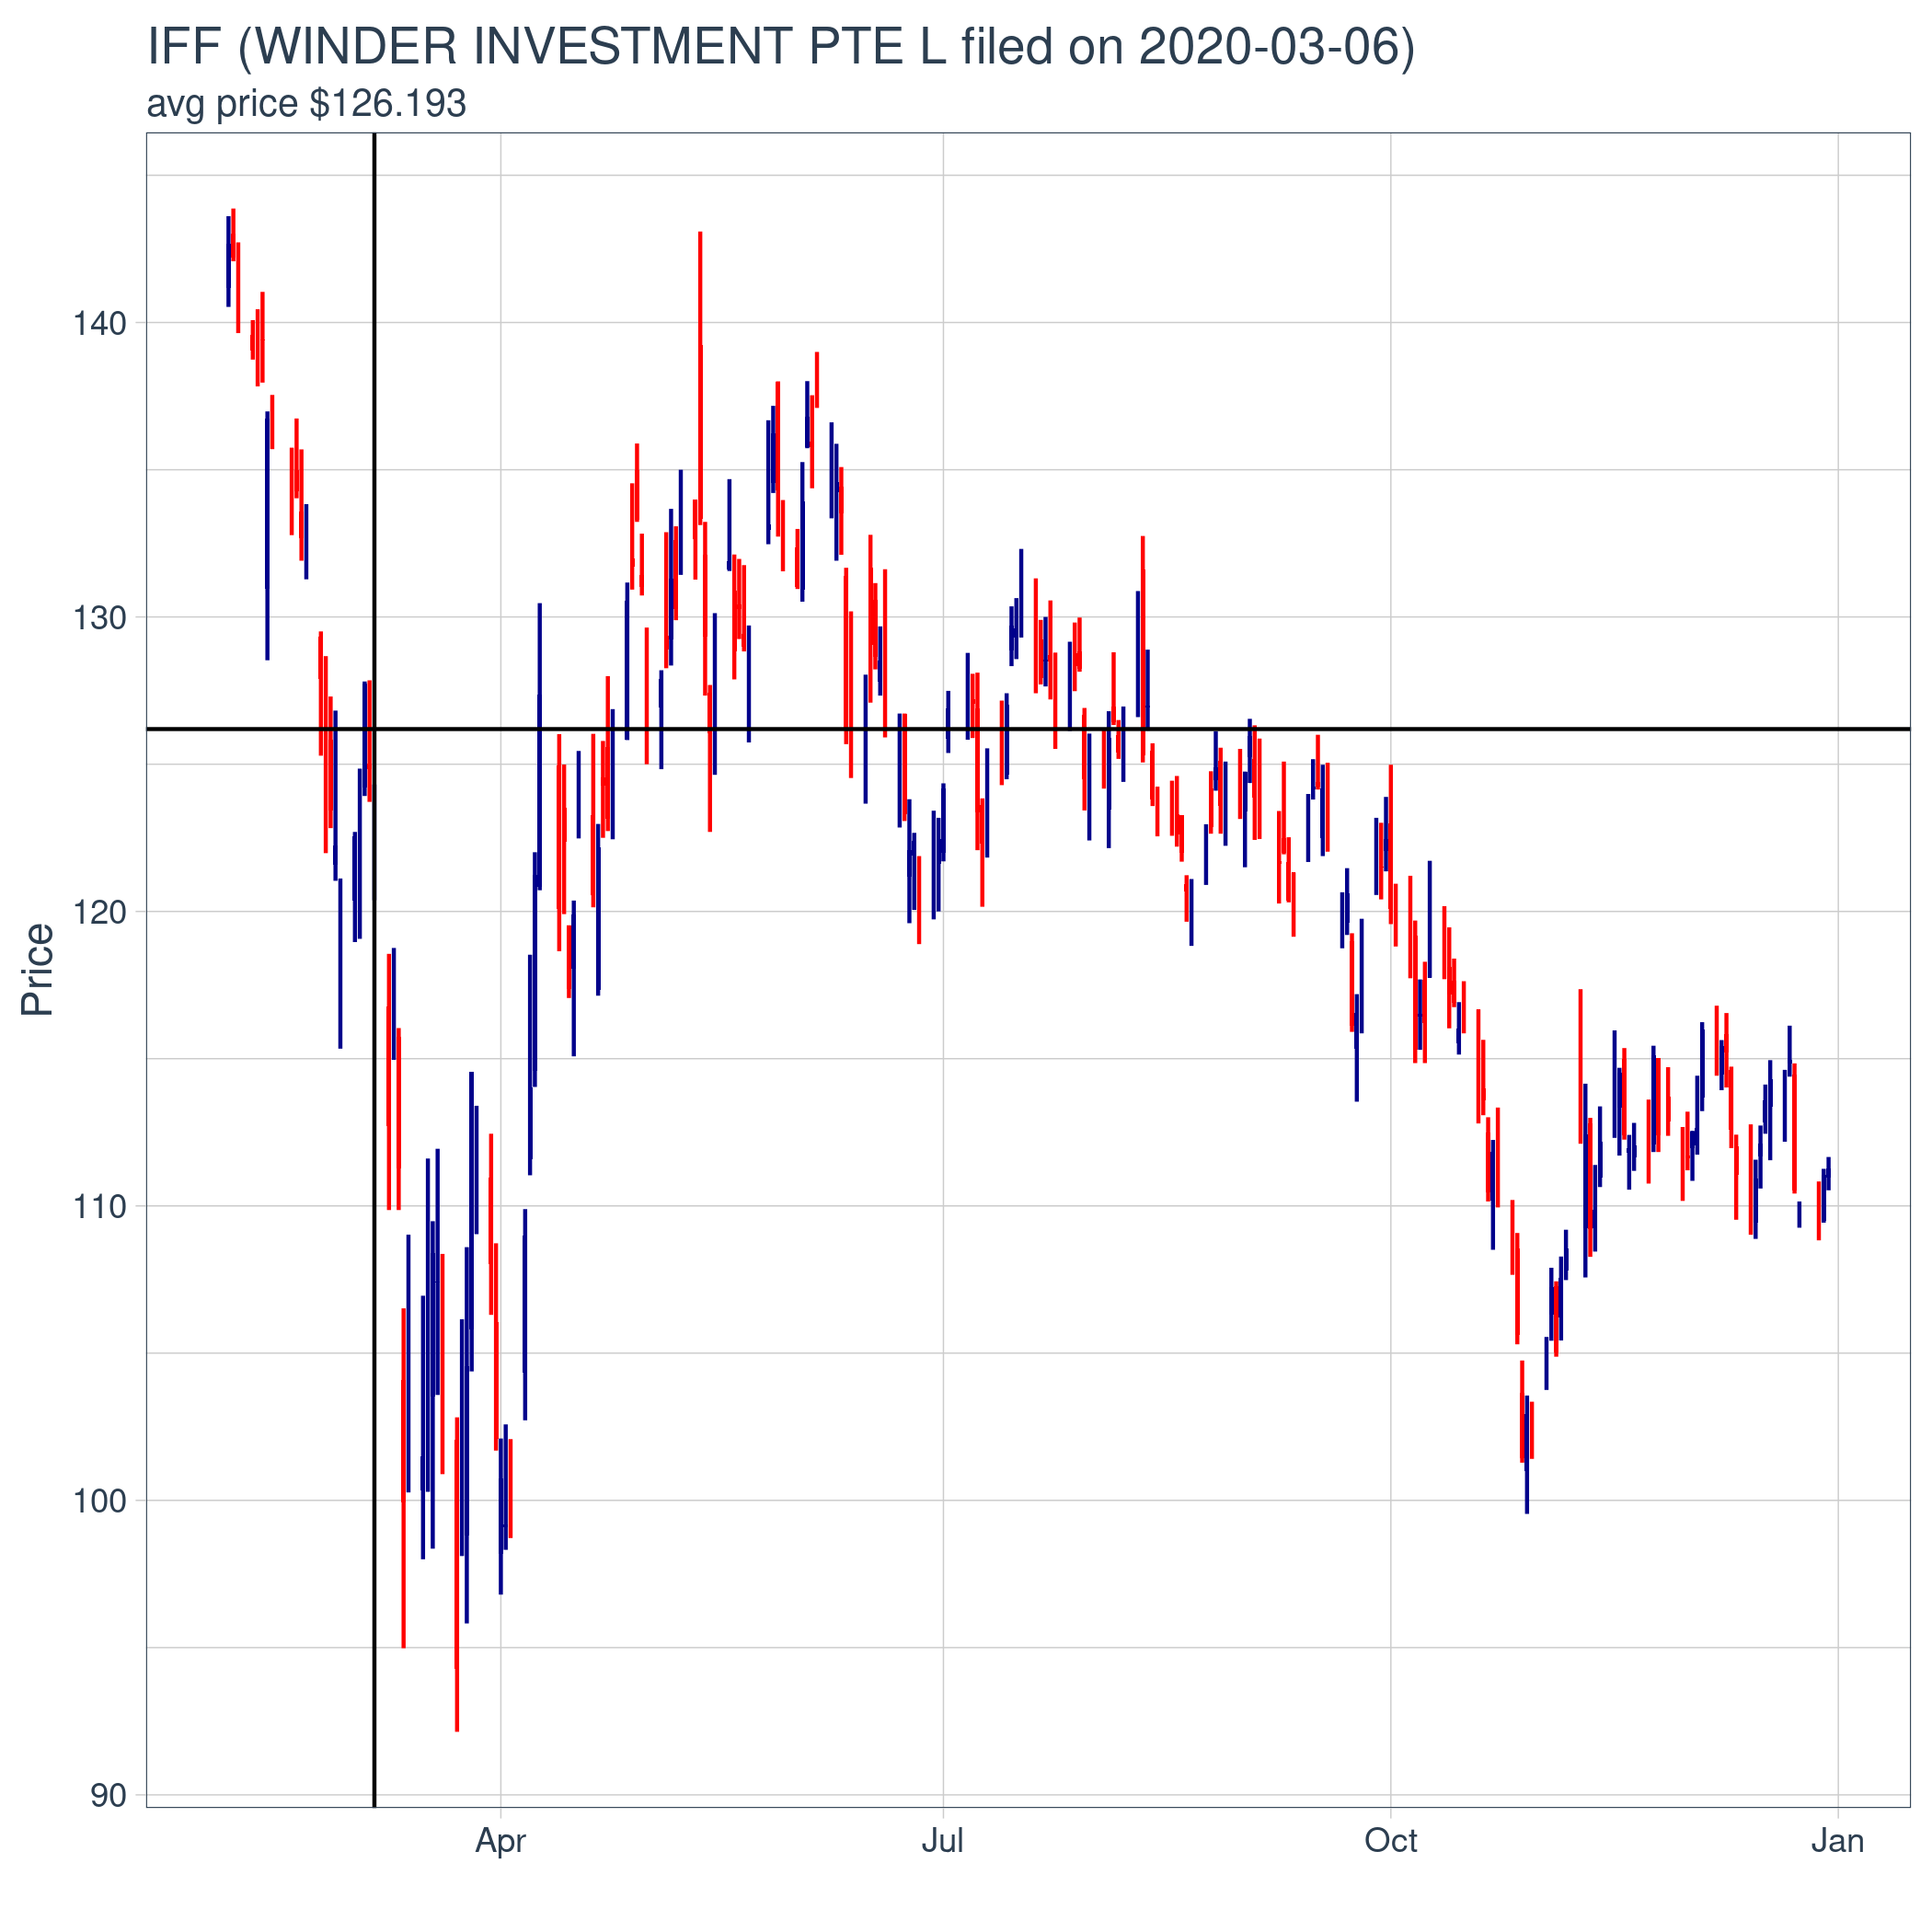 IFF (WINDER INVESTMENT PTE L filed on 2020-03-06)
avg price $126.193
Price
140
130
120
110
100
90
Apr
Jul
Oct
Jan